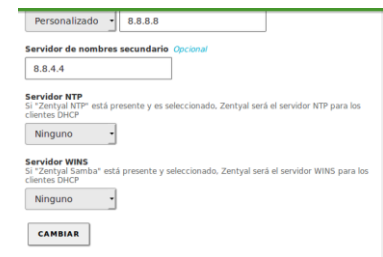 Personalizado 8.8.8.8
Servidor de nombres secundario Opcional
8.8.4.4
Servidor NTP
Si "Zentyal NTP" está presente y es seleccionado, Zentyal será el servidor NTP para los
clientes DHCP
Ninguno
Servidor WINS
Si "Zentyal Samba" está presente y seleccionado, Zentyal será el servidor WINS para los
clientes DHCP
Ninguno
CAMBIAR